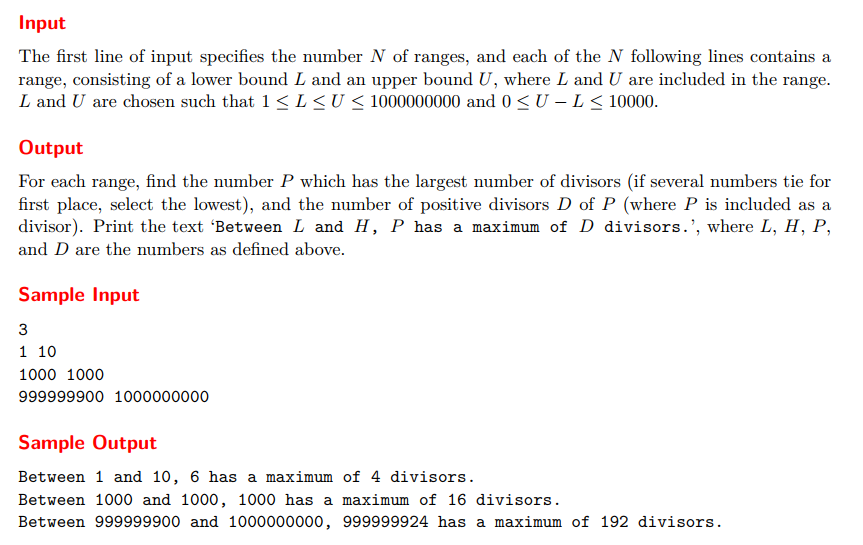 Input
The first line of input specifies the number N of ranges, and each of the N following lines contains a
range, consisting of a lower bound L and an upper bound U, where L and U are included in the range.
L and U are chosen such that 1 ≤ L ≤ U ≤ 1000000000 and 0 ≤ U − L ≤ 10000.
Output
For each range, find the number P which has the largest number of divisors (if several numbers tie for
first place, select the lowest), and the number of positive divisors D of P (where P is included as a
divisor). Print the text ‘Between L and H, P has a maximum of D divisors.’, where L, H, P,
and D are the numbers as defined above.
Sample Input
3
1 10
1000 1000
999999900 1000000000
Sample Output
Between 1 and 10, 6 has a maximum of 4 divisors.
Between 1000 and 1000, 1000 has a maximum of 16 divisors.
Between 999999900 and 1000000000, 999999924 has a maximum of 192 divisors.